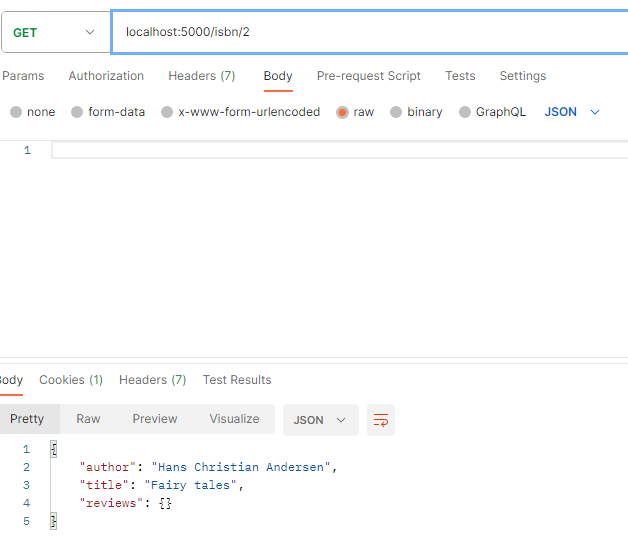 GET localhost:5000/isbn/2
Params Authorization Headers (7) Body Pre-request Script Tests Settings
none form-data x-www-form-urlencoded raw binary GraphQL JSON
1
Body Cookies (1) Headers (7) Test Results
Pretty Raw Preview Visualize JSON
1 {
2 "author": "Hans Christian Andersen",
3 "title": "Fairy tales",
4 "reviews": {}
5 }